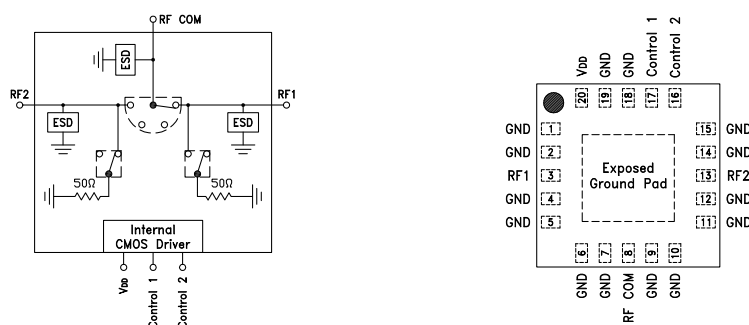 RF COM
ESD
RF2
RF1
ESD
ESD
50Ω
50Ω
Internal
CMOS Driver
VDD
Control 1
Control 2
VDD
GND
GND
Control 1
Control 2
20
19
18
17
16
GND 1
GND 2
RF1 3
GND 4
GND 5
Exposed
Ground Pad
15 GND
14 GND
13 RF2
12 GND
11 GND
6
7
8
9
10
GND
GND
RF COM
GND
GND